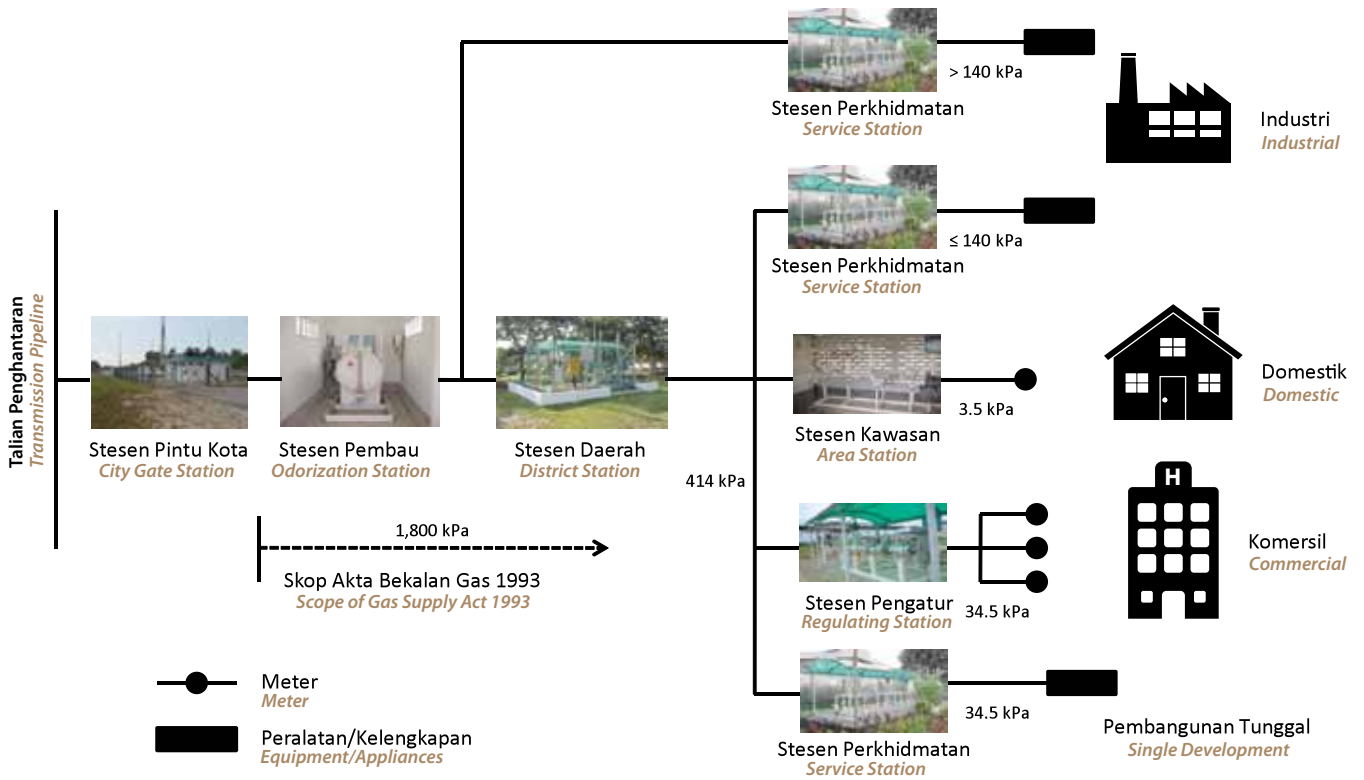 Talian Penghantaran
Transmission Pipeline
Stesen Pintu Kota
City Gate Station
Stesen Pembau
Odorization Station
Stesen Daerah
District Station
1,800 kPa
Skop Akta Bekalan Gas 1993
Scope of Gas Supply Act 1993
Meter
Meter
Peralatan/Kelengkapan
Equipment/Appliances
414 kPa
> 140 kPa
Stesen Perkhidmatan
Service Station
Industri
Industrial
≤ 140 kPa
Stesen Perkhidmatan
Service Station
3.5 kPa
Stesen Kawasan
Area Station
Domestik
Domestic
H
Komersil
Commercial
Stesen Pengatur
Regulating Station
34.5 kPa
34.5 kPa
Stesen Perkhidmatan
Service Station
Pembangunan Tunggal
Single Development